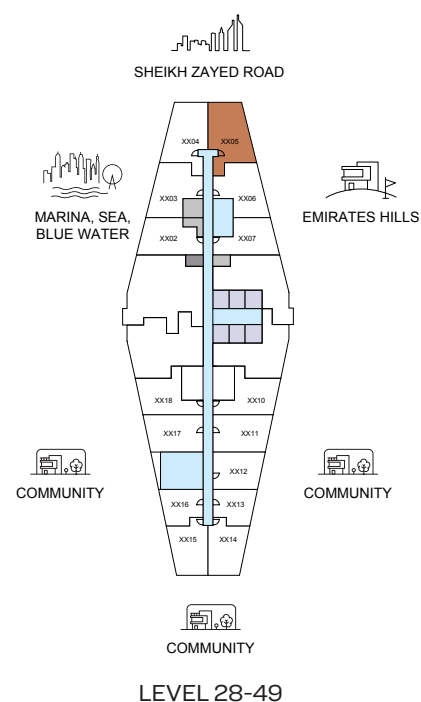 SHEIKH ZAYED ROAD
XX04
XX05
MARINA, SEA,
BLUE WATER
EMIRATES HILLS
XX03
XX06
XX02
XX07
XX18
XX10
XX17
XX11
XX12
COMMUNITY
COMMUNITY
XX16
XX13
XX15
XX14
COMMUNITY
LEVEL 28-49